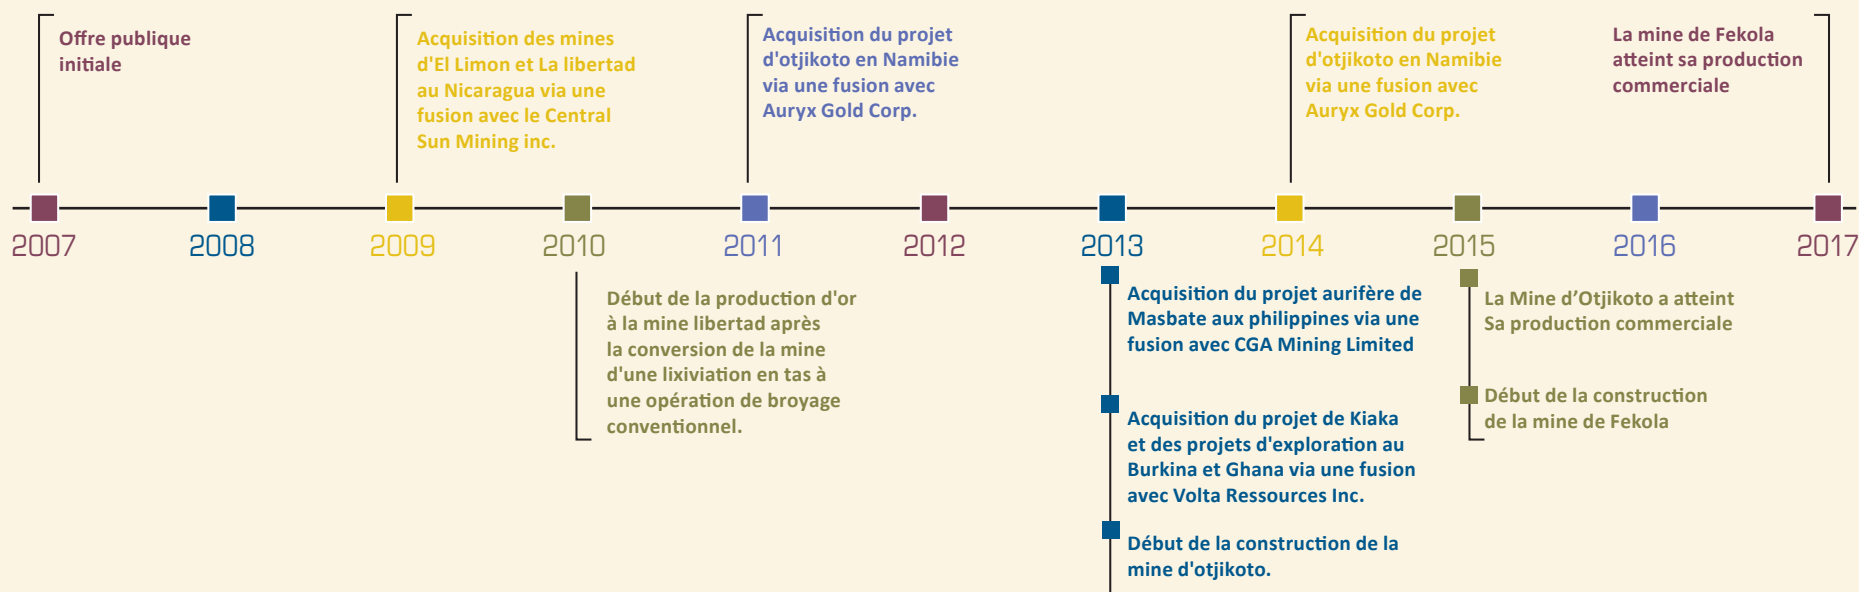 Offre publique
initiale
Acquisition des mines
d'El Limon et La libertad
au Nicaragua via une
fusion avec le Central
Sun Mining inc.
Acquisition du projet
d'otjikoto en Namibie
via une fusion avec
Auryx Gold Corp.
Acquisition du projet
d'otjikoto en Namibie
via une fusion avec
Auryx Gold Corp.
La mine de Fekola
atteint sa production
commerciale
2007
2008
2009
2010
2011
2012
2013
2014
2015
2016
2017
Début de la production d'or
à la mine libertad après
la conversion de la mine
d'une lixiviation en tas à
une opération de broyage
conventionnel.
Acquisition du projet aurifère de
Masbate aux philippines via une
fusion avec CGA Mining Limited
Acquisition du projet de Kiaka
et des projets d'exploration au
Burkina et Ghana via une fusion
avec Volta Ressources Inc.
Début de la construction de la
mine d'otjikoto.
La Mine d’Otjikoto a atteint
Sa production commerciale
Début de la construction
de la mine de Fekola